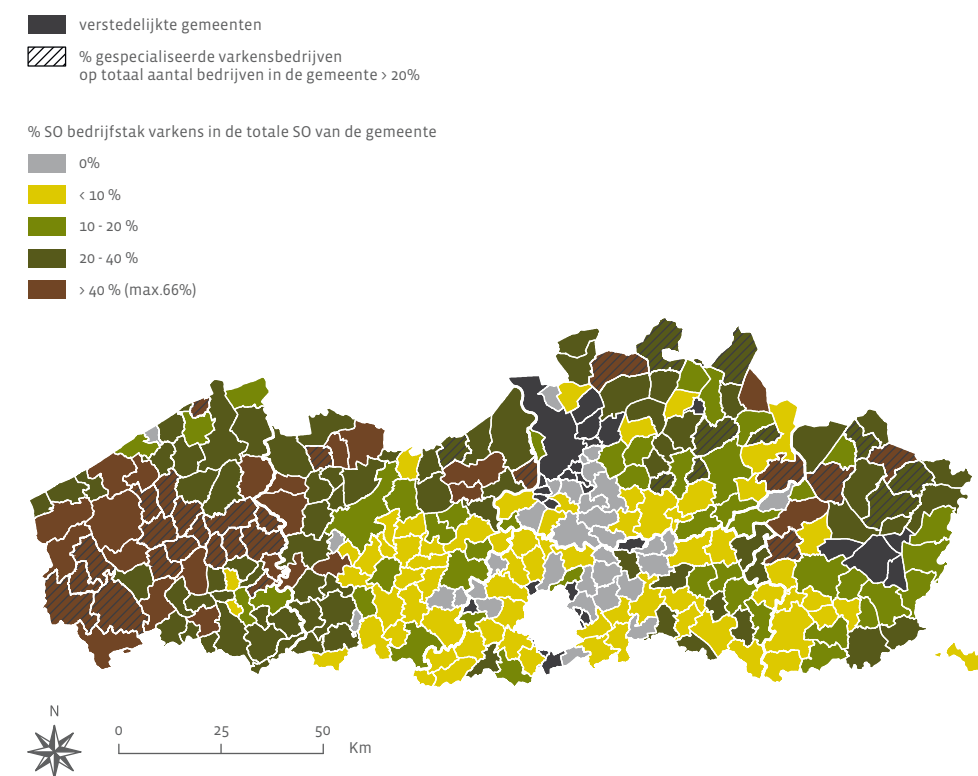 verstedelijkte gemeenten
% gespecialiseerde varkensbedrijven
op totaal aantal bedrijven in de gemeente > 20%
% SO bedrijfstak varkens in de totale SO van de gemeente
0%
< 10 %
10 - 20 %
20 - 40 %
> 40 % (max.66%)
N
0 25 50
Km